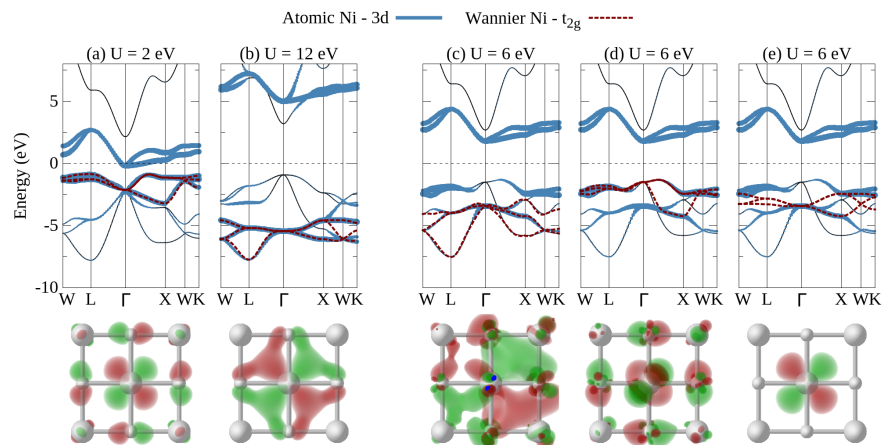 Atomic Ni - 3d Wannier Ni - t2g
(a) U = 2 eV (b) U = 12 eV (c) U = 6 eV (d) U = 6 eV (e) U = 6 eV
Energy (eV)
5
0
-5
-10
W L Γ X WK W L Γ X WK W L Γ X WK W L Γ X WK W L Γ X WK